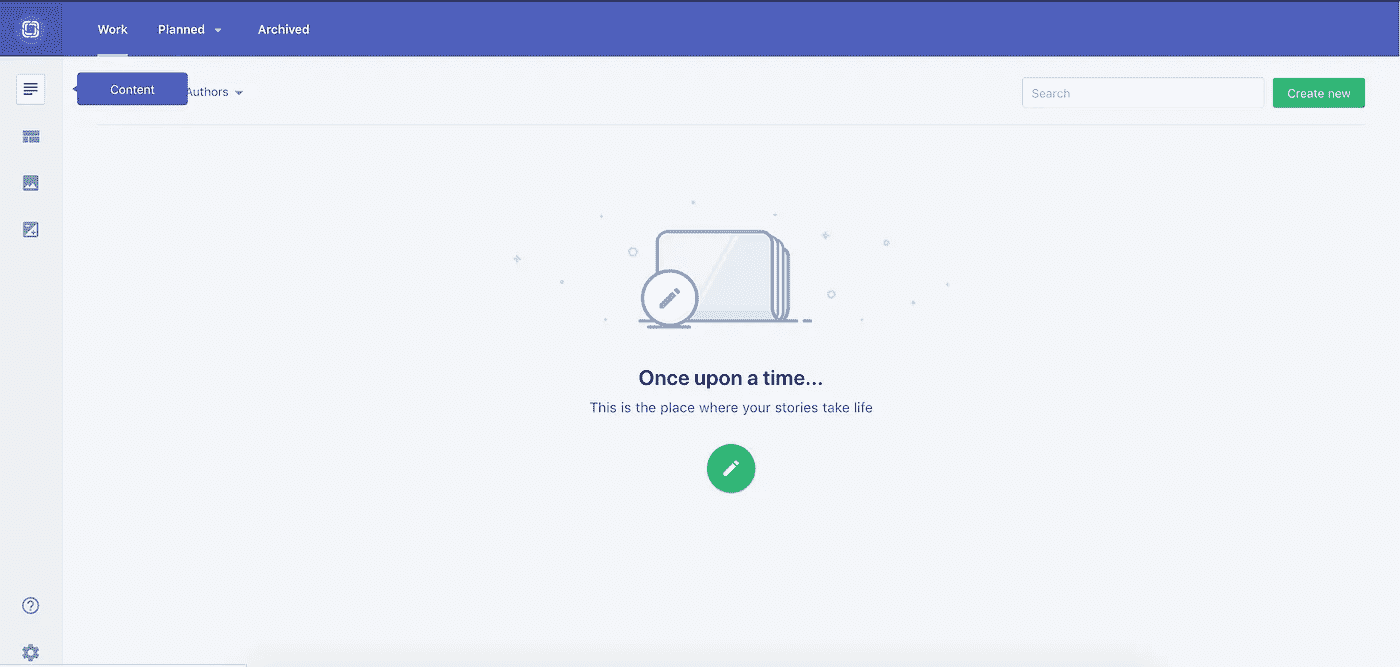 Work Planned Archived
Content
Authors
Search
Create new
Once upon a time...
This is the place where your stories take life